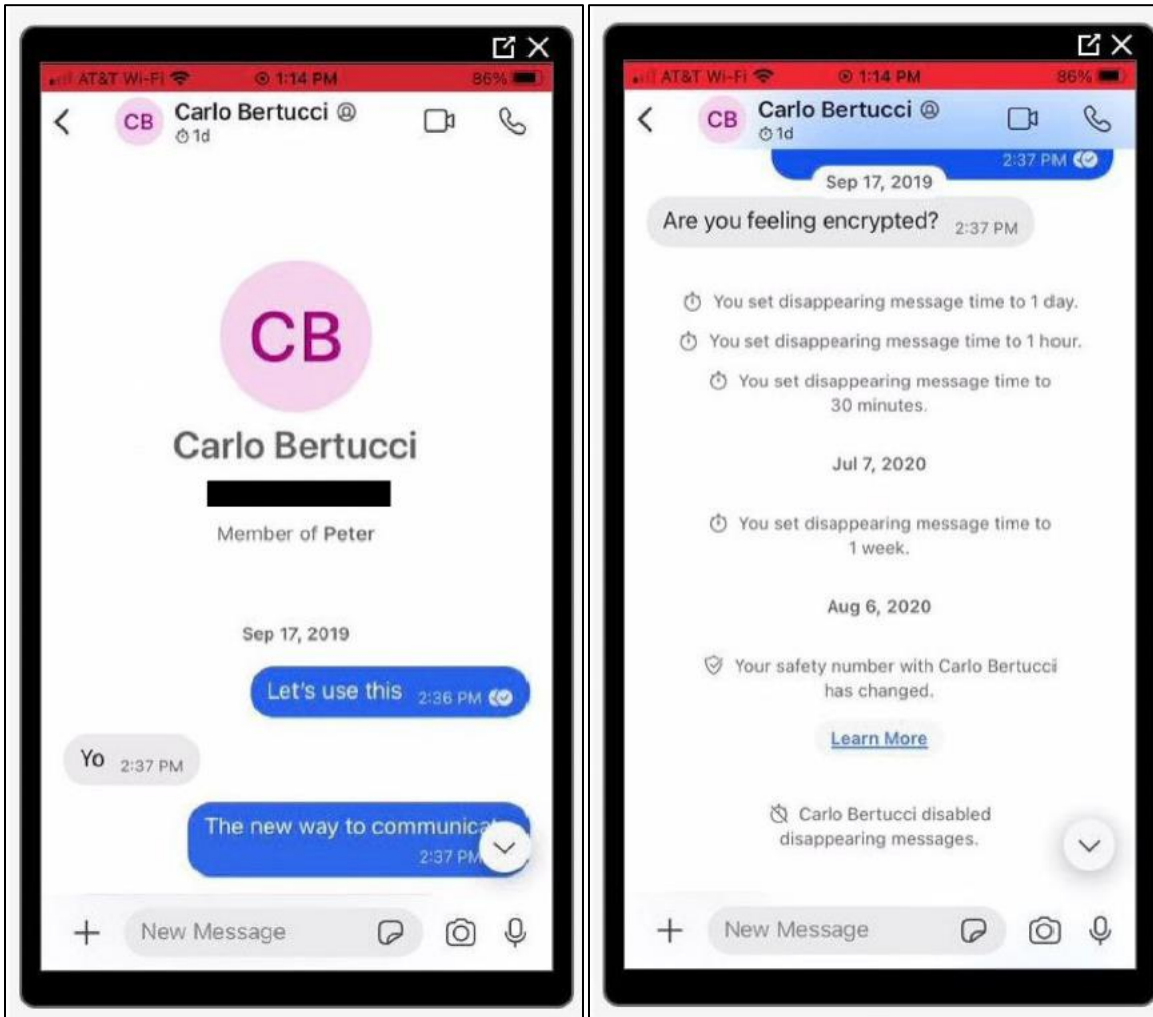 AT&T Wi-Fi 1:14 PM 86%
CB Carlo Bertucci
1d
CB
Carlo Bertucci
Member of Peter
Sep 17, 2019
Let's use this 2:36 PM
Yo 2:37 PM
The new way to
2:37 PM
New Message
AT&T Wi-Fi 1:14 PM 86%
CB Carlo Bertucci
1d
2:37 PM
Sep 17, 2019
Are you feeling encrypted? 2:37 PM
You set disappearing message time to 1 day.
You set disappearing message time to 1 hour.
You set disappearing message time to
30 minutes.
Jul 7, 2020
You set disappearing message time to
1 week.
Aug 6, 2020
Your safety number with Carlo Bertucci
has changed.
Learn More
Carlo Bertucci disabled
disappearing messages.
New Message